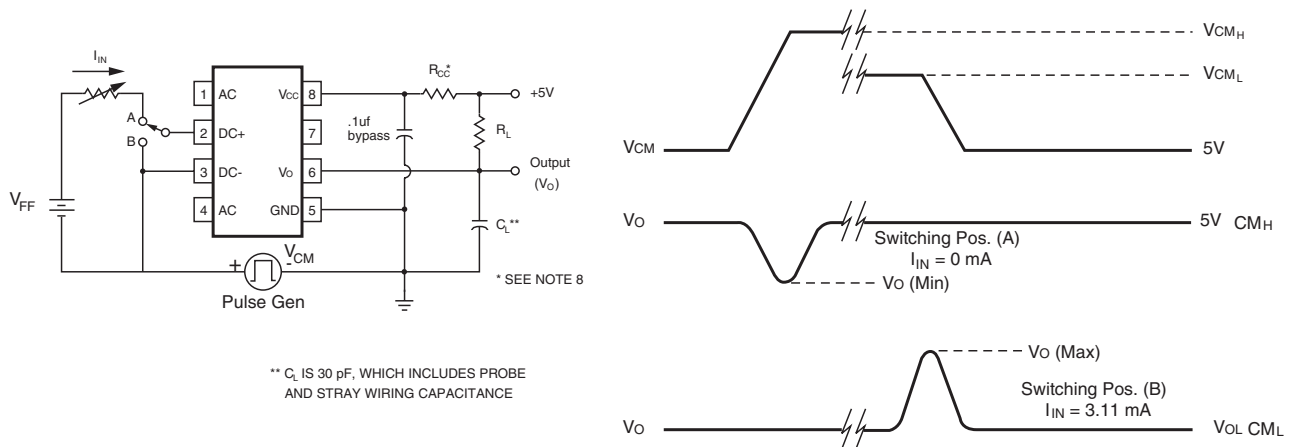 I_IN
A
B
V_FF
1 AC
2 DC+
3 DC-
4 AC
VCC 8
7
VO 6
GND 5
R_CC*
+5V
.1uf
bypass
R_L
Output
(V_O)
C_L**
+
V_CM
-
Pulse Gen
* SEE NOTE 8
** C_L IS 30 pF, WHICH INCLUDES PROBE
AND STRAY WIRING CAPACITANCE
VCM_H
VCM_L
VCM
5V
VO
5V CM_H
Switching Pos. (A)
I_IN = 0 mA
VO (Min)
VO (Max)
Switching Pos. (B)
I_IN = 3.11 mA
VO
VOL CM_L